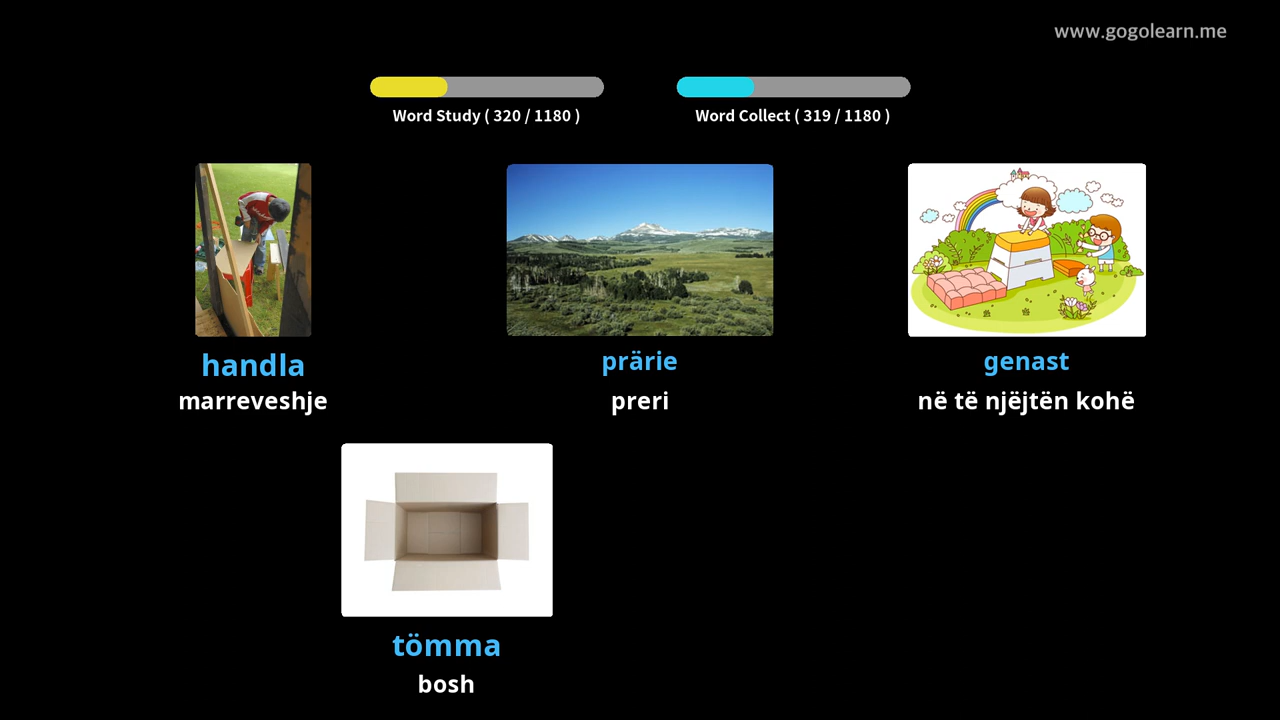 www.gogolearn.me
Word Study ( 320 / 1180 )
Word Collect ( 319 / 1180 )
handla
marreveshje
prärie
preri
genast
në të njëjtën kohë
tömma
bosh